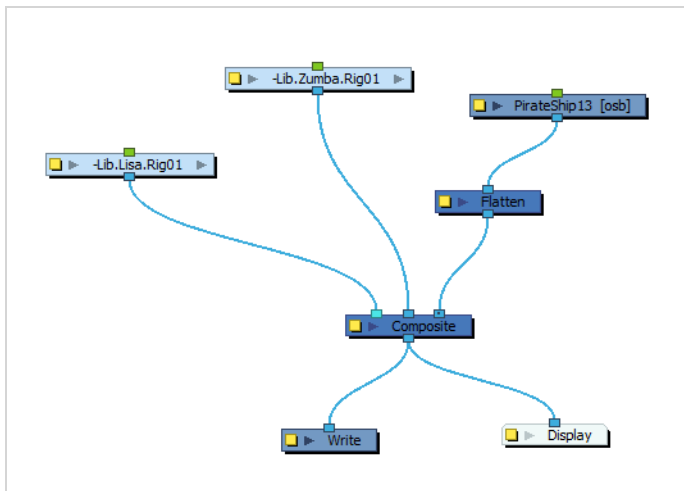 -Lib.Zumba.Rig01
PirateShip13 [osb]
-Lib.Lisa.Rig01
Flatten
Composite
Write
Display